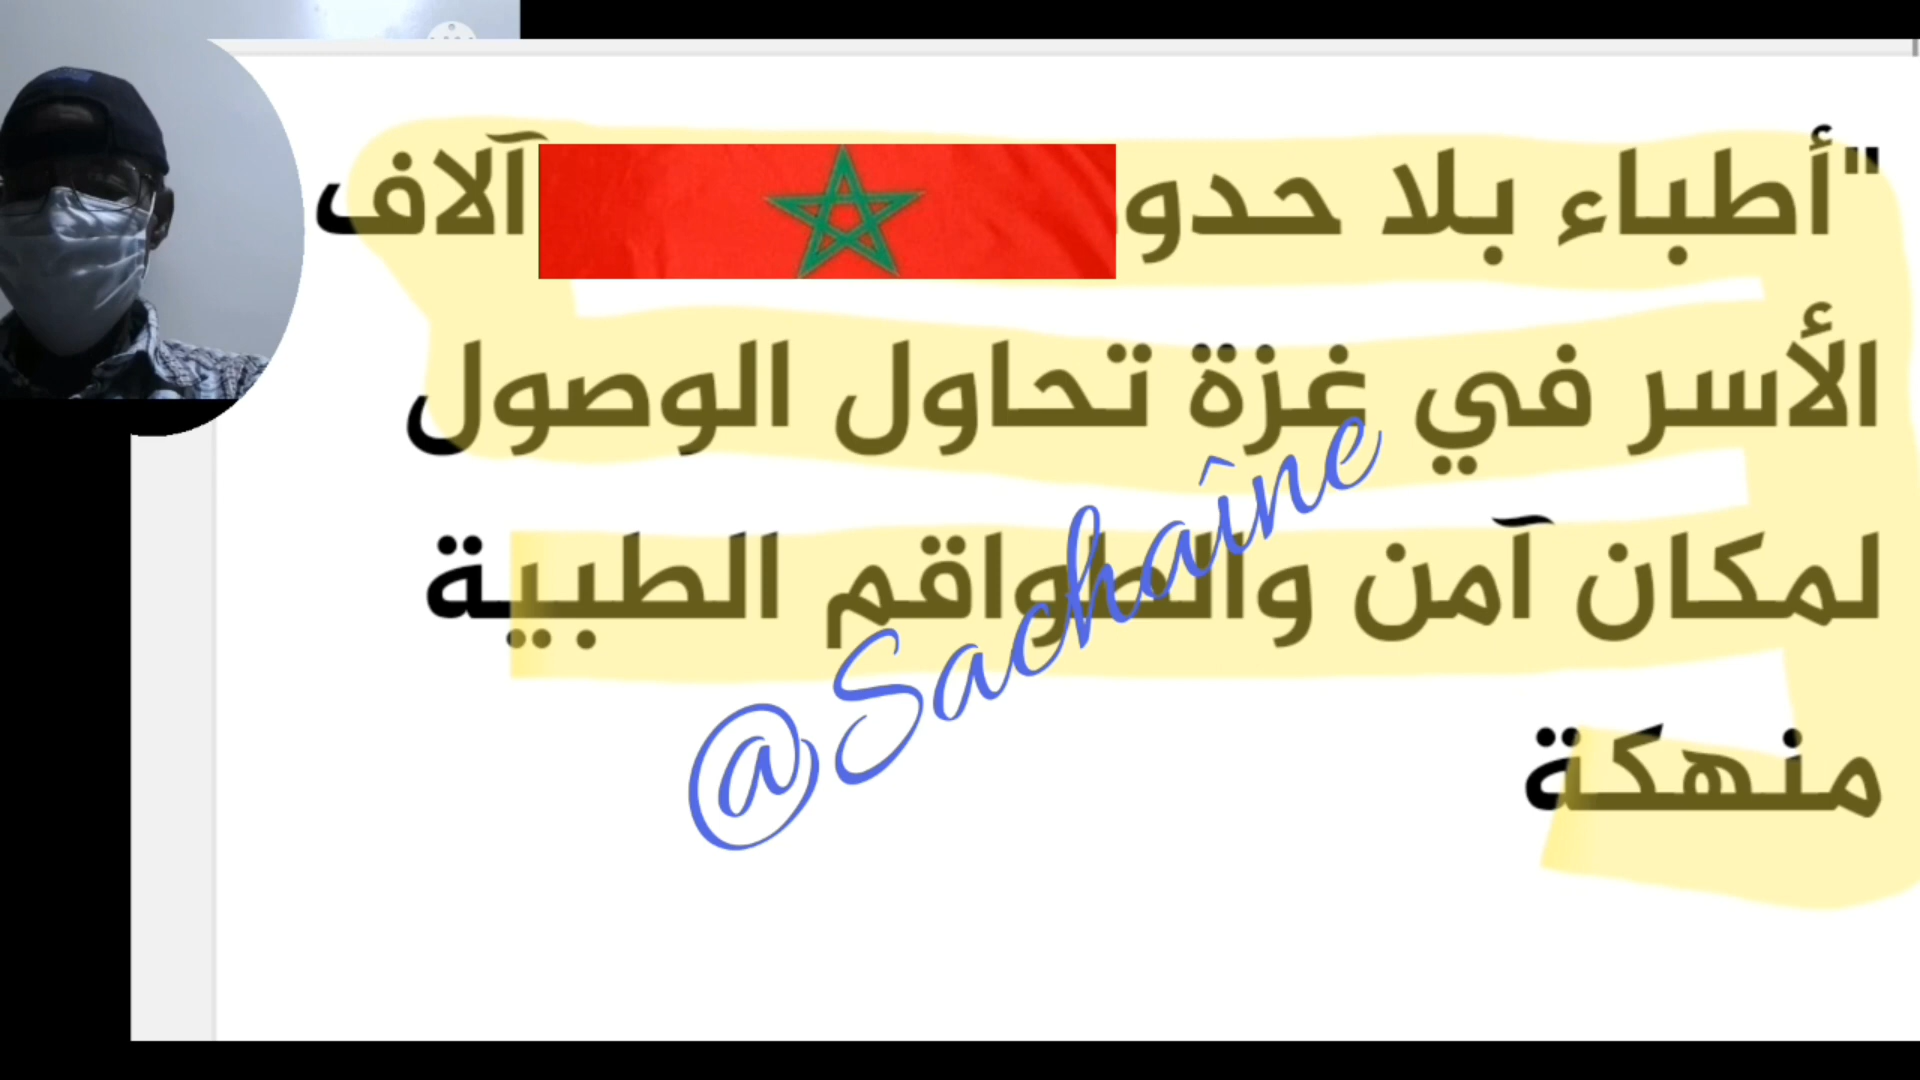 "أطباء بلا حدو آلاف
الأسر في غزة تحاول الوصول
لمكان آمن والطواقم الطبية
منهكة
@Sachaîne